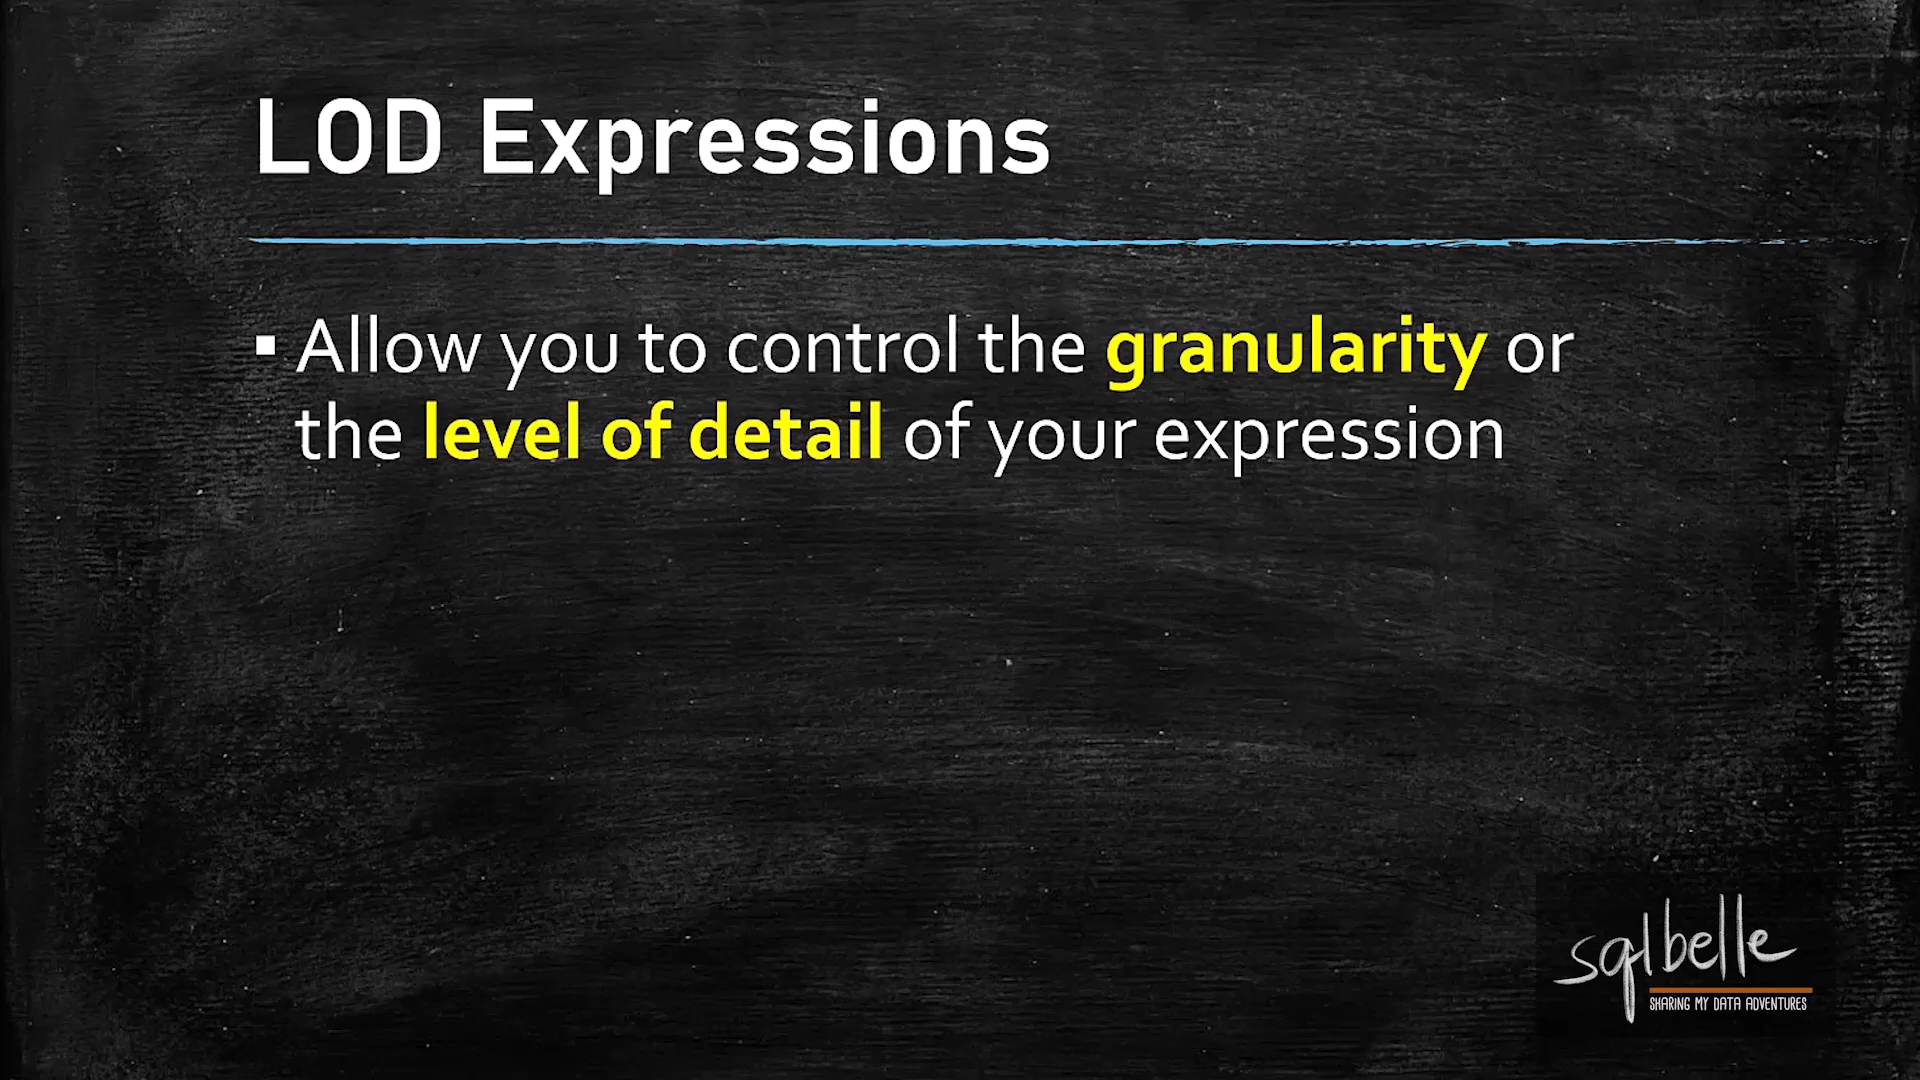 LOD Expressions
▪ Allow you to control the granularity or
the level of detail of your expression
sqlbelle
SHARING MY DATA ADVENTURES